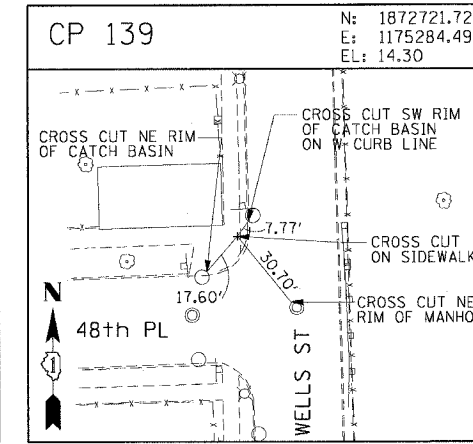 CP 139
N: 1872721.72
E: 1175284.49
EL: 14.30
CROSS CUT SW RIM
OF CATCH BASIN
ON W CURB LINE
CROSS CUT NE RIM
OF CATCH BASIN
7.77'
CROSS CUT
ON SIDEWALK
30.70'
17.60'
CROSS CUT NE
RIM OF MANHO
N
48th PL
1
WELLS ST